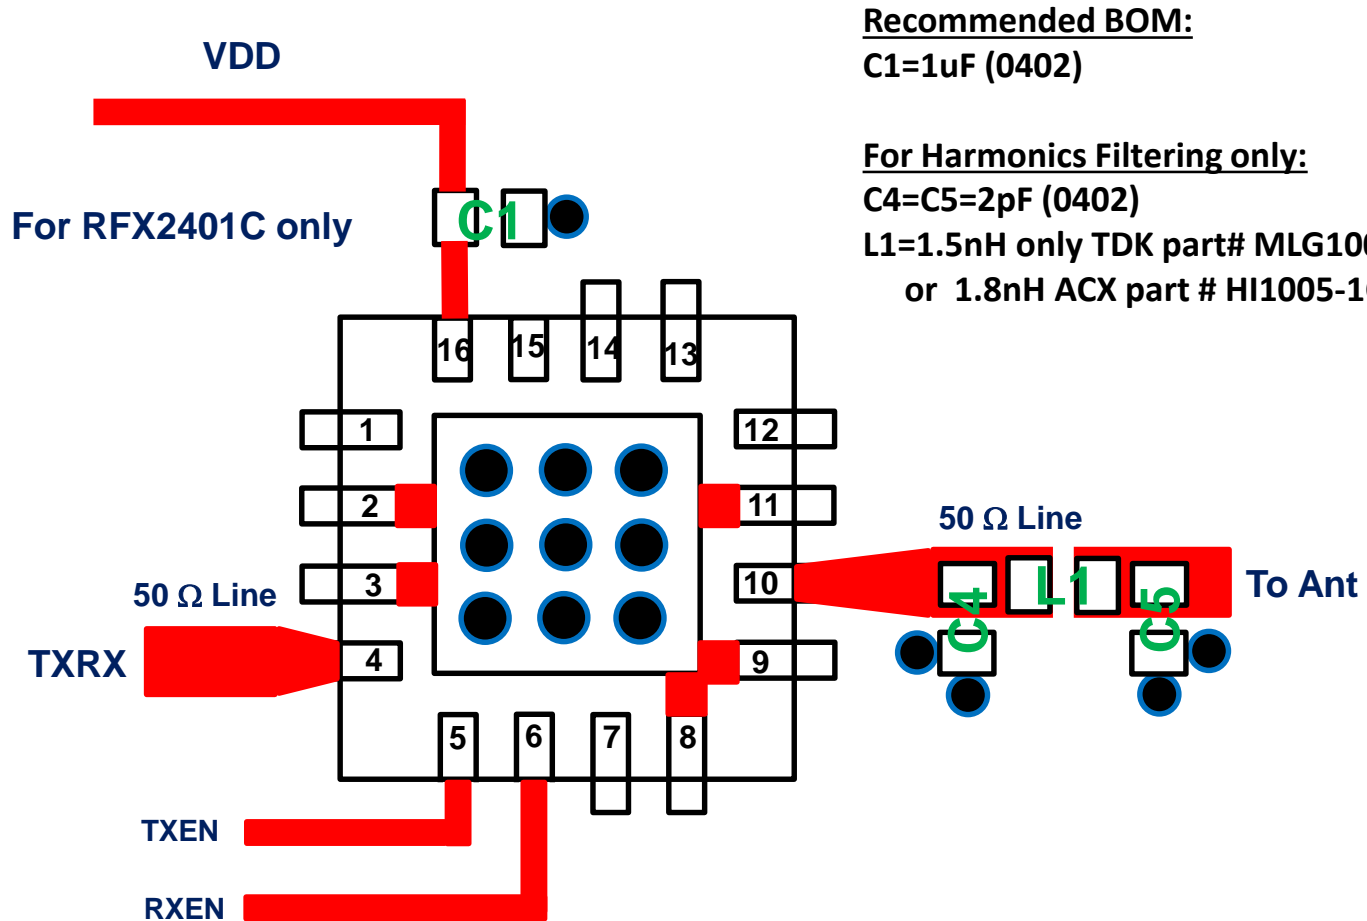 Recommended BOM:
C1=1uF (0402)
For Harmonics Filtering only:
C4=C5=2pF (0402)
L1=1.5nH only TDK part#
or 1.8nH ACX part #
VDD
For RFX2401C only
C1
16 15 14 13
1 12
2 11
50 Ω Line
3 10
L1
To Ant
50 Ω Line
C4 C5
TXRX
4 9
5 6 7 8
TXEN
RXEN